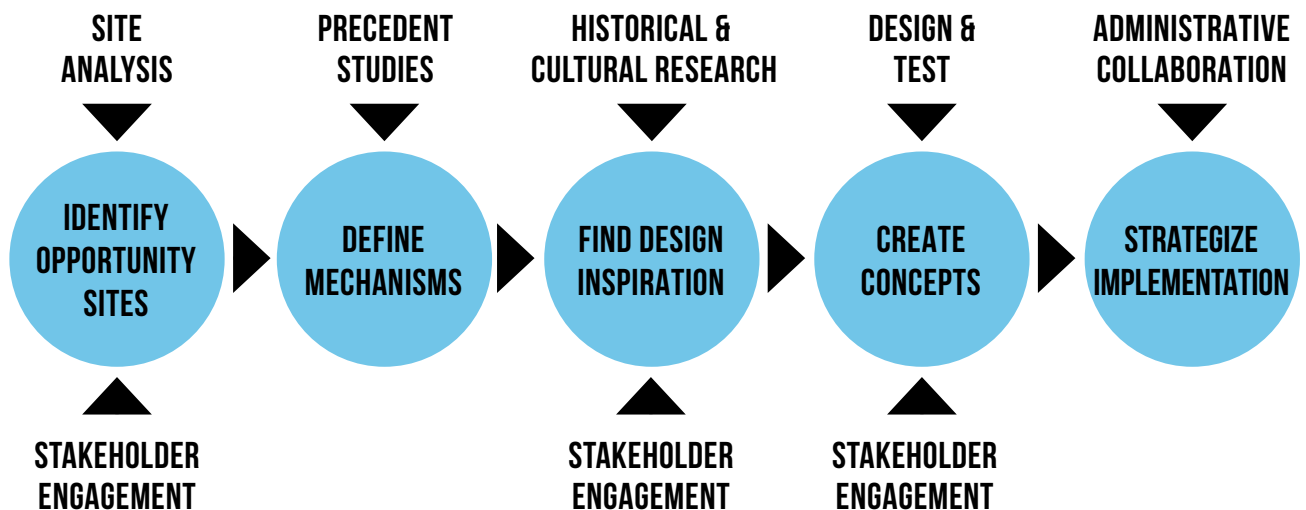 SITE
ANALYSIS
PRECEDENT
STUDIES
HISTORICAL &
CULTURAL RESEARCH
DESIGN &
TEST
ADMINISTRATIVE
COLLABORATION
IDENTIFY
OPPORTUNITY
SITES
DEFINE
MECHANISMS
FIND DESIGN
INSPIRATION
CREATE
CONCEPTS
STRATEGIZE
IMPLEMENTATION
STAKEHOLDER
ENGAGEMENT
STAKEHOLDER
ENGAGEMENT
STAKEHOLDER
ENGAGEMENT